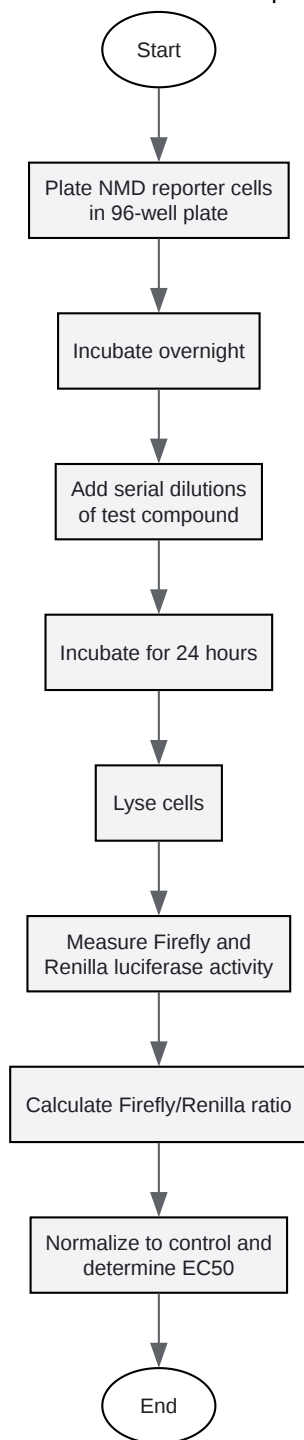 Start
Plate NMD reporter cells
in 96-well plate
Incubate overnight
Add serial dilutions
of test compound
Incubate for 24 hours
Lyse cells
Measure Firefly and
Renilla luciferase activity
Calculate Firefly/Renilla ratio
Normalize to control and
determine EC50
End